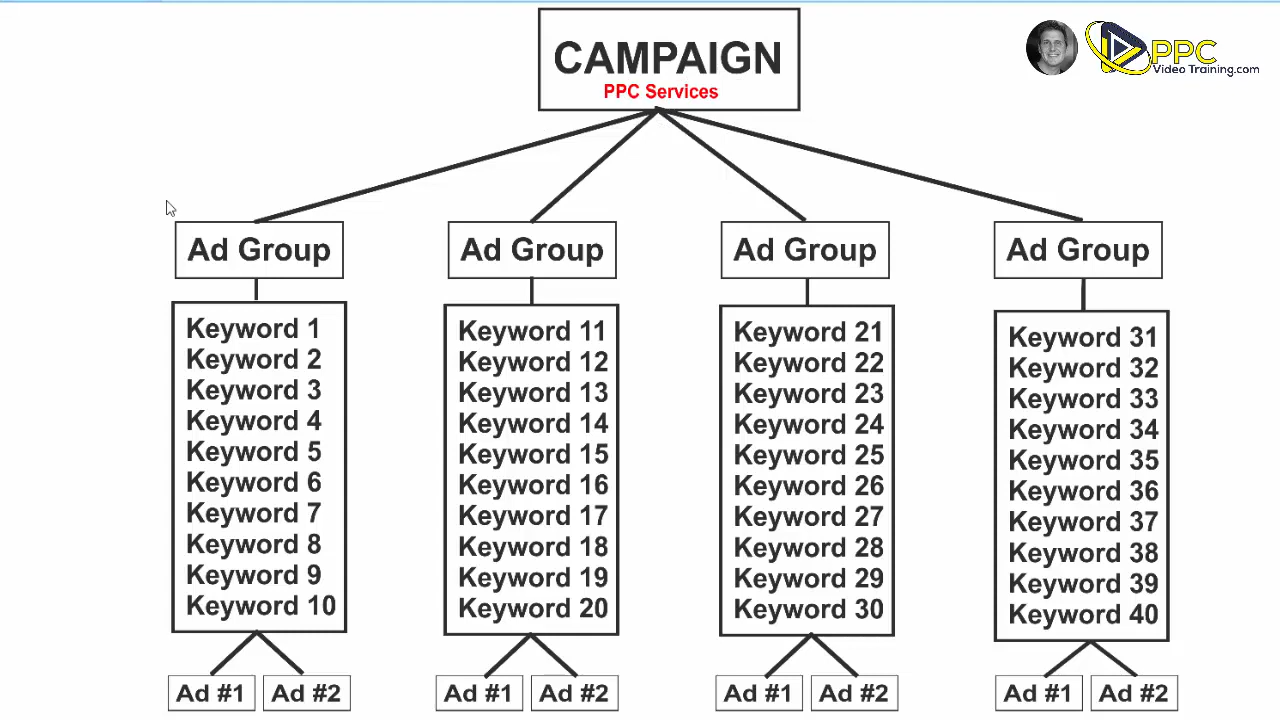 CAMPAIGN
PPC Services
PPC
Video Training.com
Ad Group
Ad Group
Ad Group
Ad Group
Keyword 1
Keyword 2
Keyword 3
Keyword 4
Keyword 5
Keyword 6
Keyword 7
Keyword 8
Keyword 9
Keyword 10
Keyword 11
Keyword 12
Keyword 13
Keyword 14
Keyword 15
Keyword 16
Keyword 17
Keyword 18
Keyword 19
Keyword 20
Keyword 21
Keyword 22
Keyword 23
Keyword 24
Keyword 25
Keyword 26
Keyword 27
Keyword 28
Keyword 29
Keyword 30
Keyword 31
Keyword 32
Keyword 33
Keyword 34
Keyword 35
Keyword 36
Keyword 37
Keyword 38
Keyword 39
Keyword 40
Ad #1
Ad #2
Ad #1
Ad #2
Ad #1
Ad #2
Ad #1
Ad #2